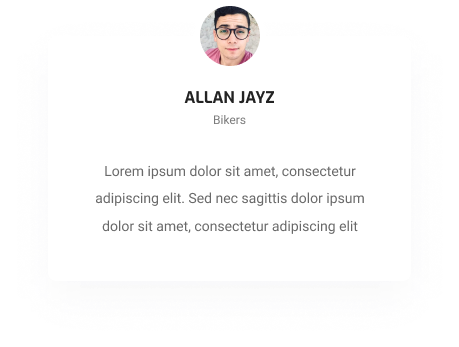 ALLAN JAYZ
Bikers
Lorem ipsum dolor sit amet, consectetur
adipiscing elit. Sed nec sagittis dolor ipsum
dolor sit amet, consectetur adipiscing elit